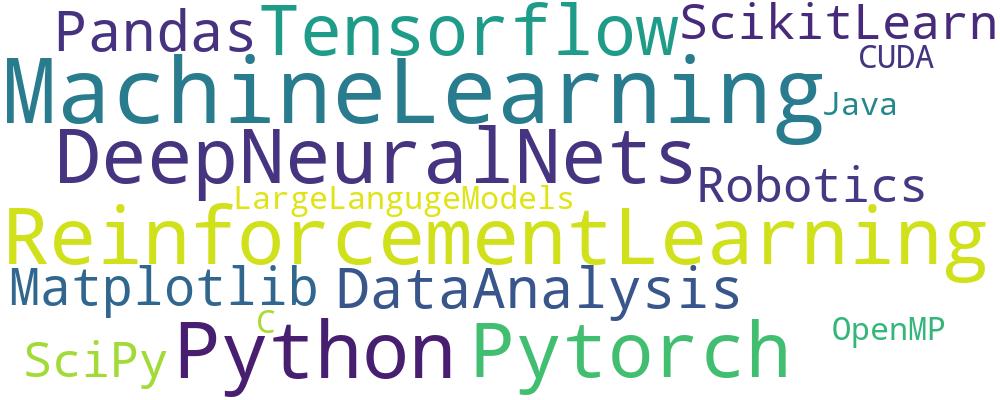 Pandas Tensorflow ScikitLearn
CUDA
MachineLearning Java
DeepNeuralNets Robotics
LargeLangugeModels
ReinforcementLearning
Matplotlib DataAnalysis
C OpenMP
SciPy Python Pytorch